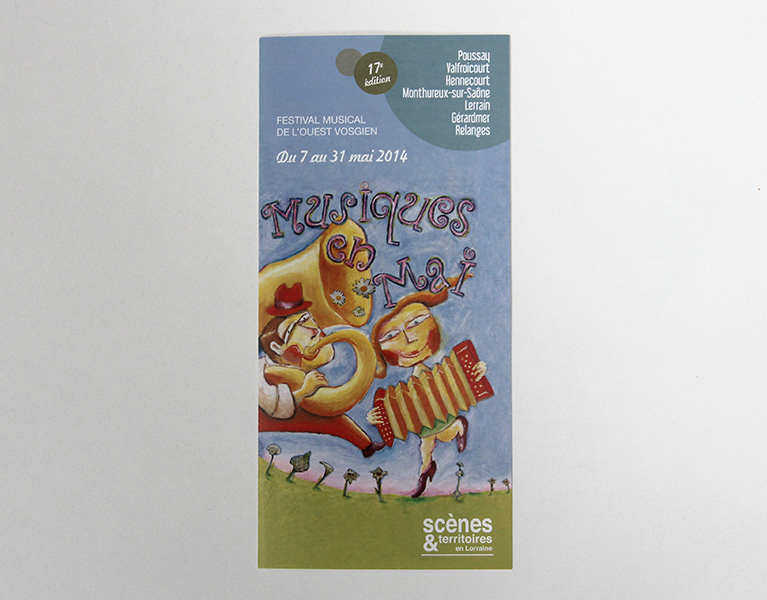 17e
édition
Poussay
Valfroicourt
Hennecourt
Monthureux-sur-Saône
Lerrain
Gérardmer
Relanges
FESTIVAL MUSICAL
DE L'OUEST VOSGIEN
Du 7 au 31 mai 2014
Musiques
en
Mai
scènes
& territoires
en Lorraine